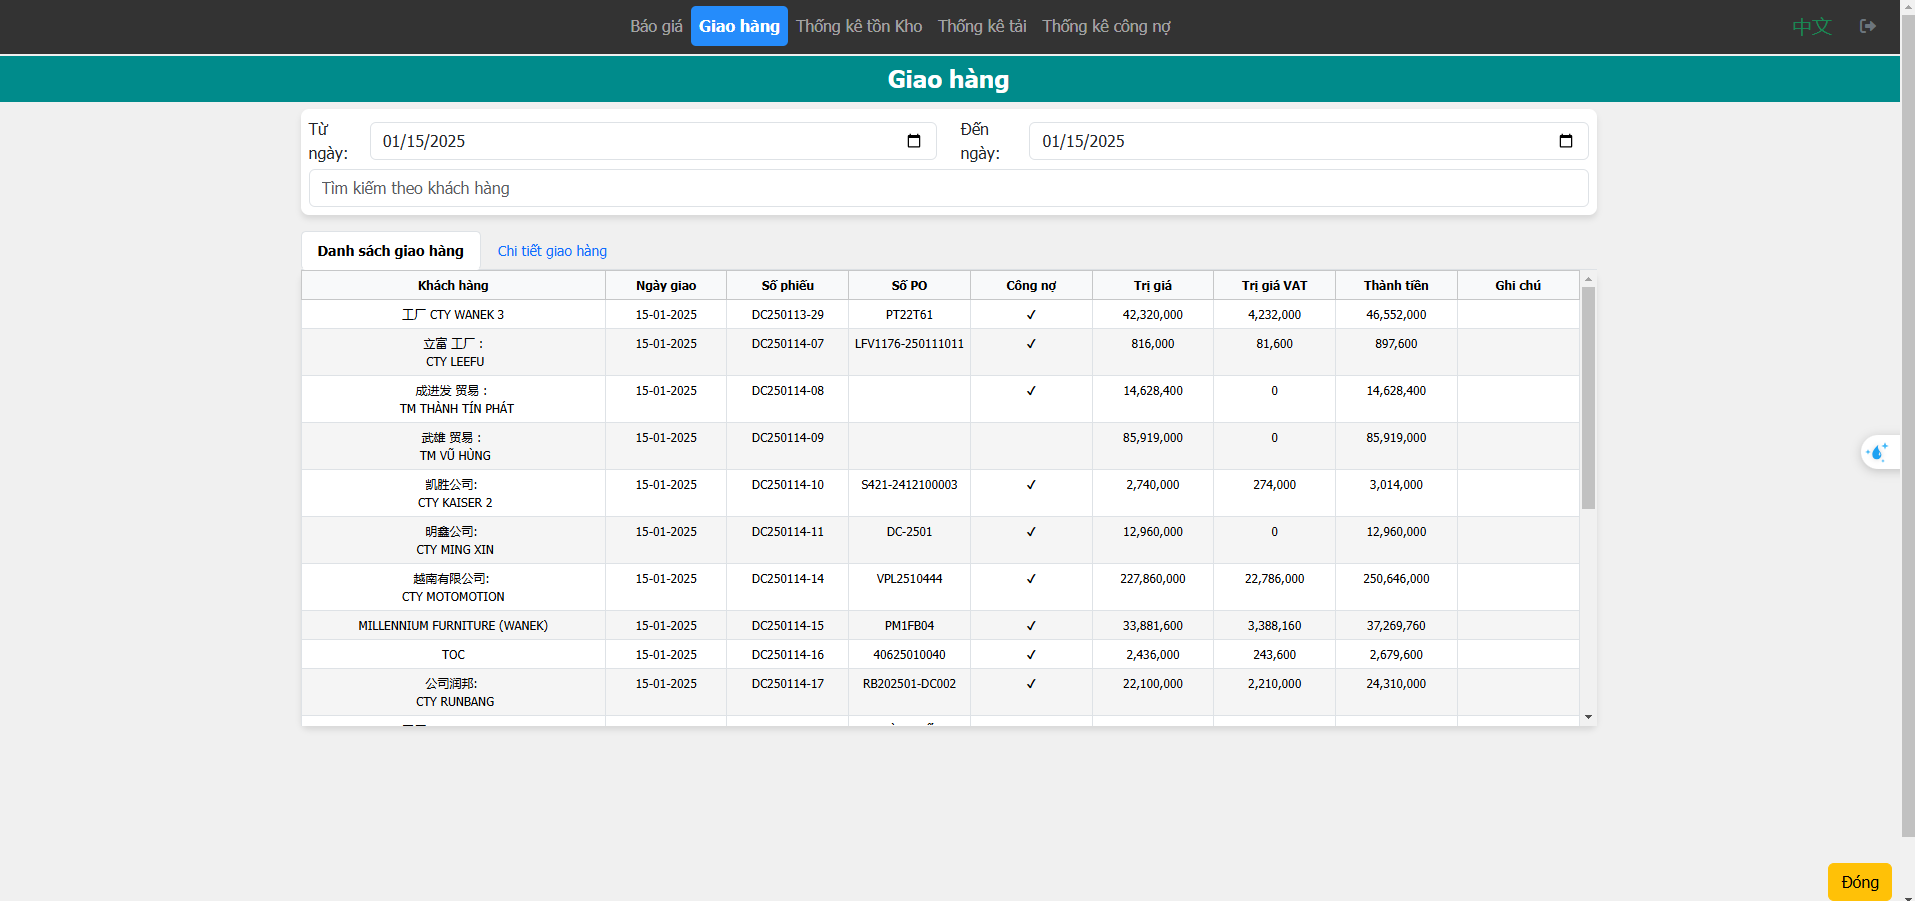 Báo giá Giao hàng Thống kê tồn Kho Thống kê tải Thống kê công nợ 中文
Giao hàng
Từ ngày: 01/15/2025 Đến ngày: 01/15/2025
Tìm kiếm theo khách hàng
Danh sách giao hàng Chi tiết giao hàng
Khách hàng Ngày giao Số phiếu Số PO Công nợ Trị giá Trị giá VAT Thành tiền Ghi chú
工厂 CTY WANEK 3 15-01-2025 DC250113-29 PT22T61 ✓ 42,320,000 4,232,000 46,552,000
立富 工厂 : 15-01-2025 DC250114-07 LFV1176-250111011 ✓ 816,000 81,600 897,600
CTY LEEFU
成进发 贸易 : 15-01-2025 DC250114-08 ✓ 14,628,400 0 14,628,400
TM THÀNH TÍN PHÁT
武雄 贸易 : 15-01-2025 DC250114-09 85,919,000 0 85,919,000
TM VŨ HÙNG
凯胜公司: 15-01-2025 DC250114-10 S421-2412100003 ✓ 2,740,000 274,000 3,014,000
CTY KAISER 2
明鑫公司: 15-01-2025 DC250114-11 DC-2501 ✓ 12,960,000 0 12,960,000
CTY MING XIN
越南有限公司: 15-01-2025 DC250114-14 VPL2510444 ✓ 227,860,000 22,786,000 250,646,000
CTY MOTOMOTION
MILLENNIUM FURNITURE (WANEK) 15-01-2025 DC250114-15 PM1FB04 ✓ 33,881,600 3,388,160 37,269,760
TOC 15-01-2025 DC250114-16 40625010040 ✓ 2,436,000 243,600 2,679,600
公司润邦: 15-01-2025 DC250114-17 RB202501-DC002 ✓ 22,100,000 2,210,000 24,310,000
CTY RUNBANG
Đóng